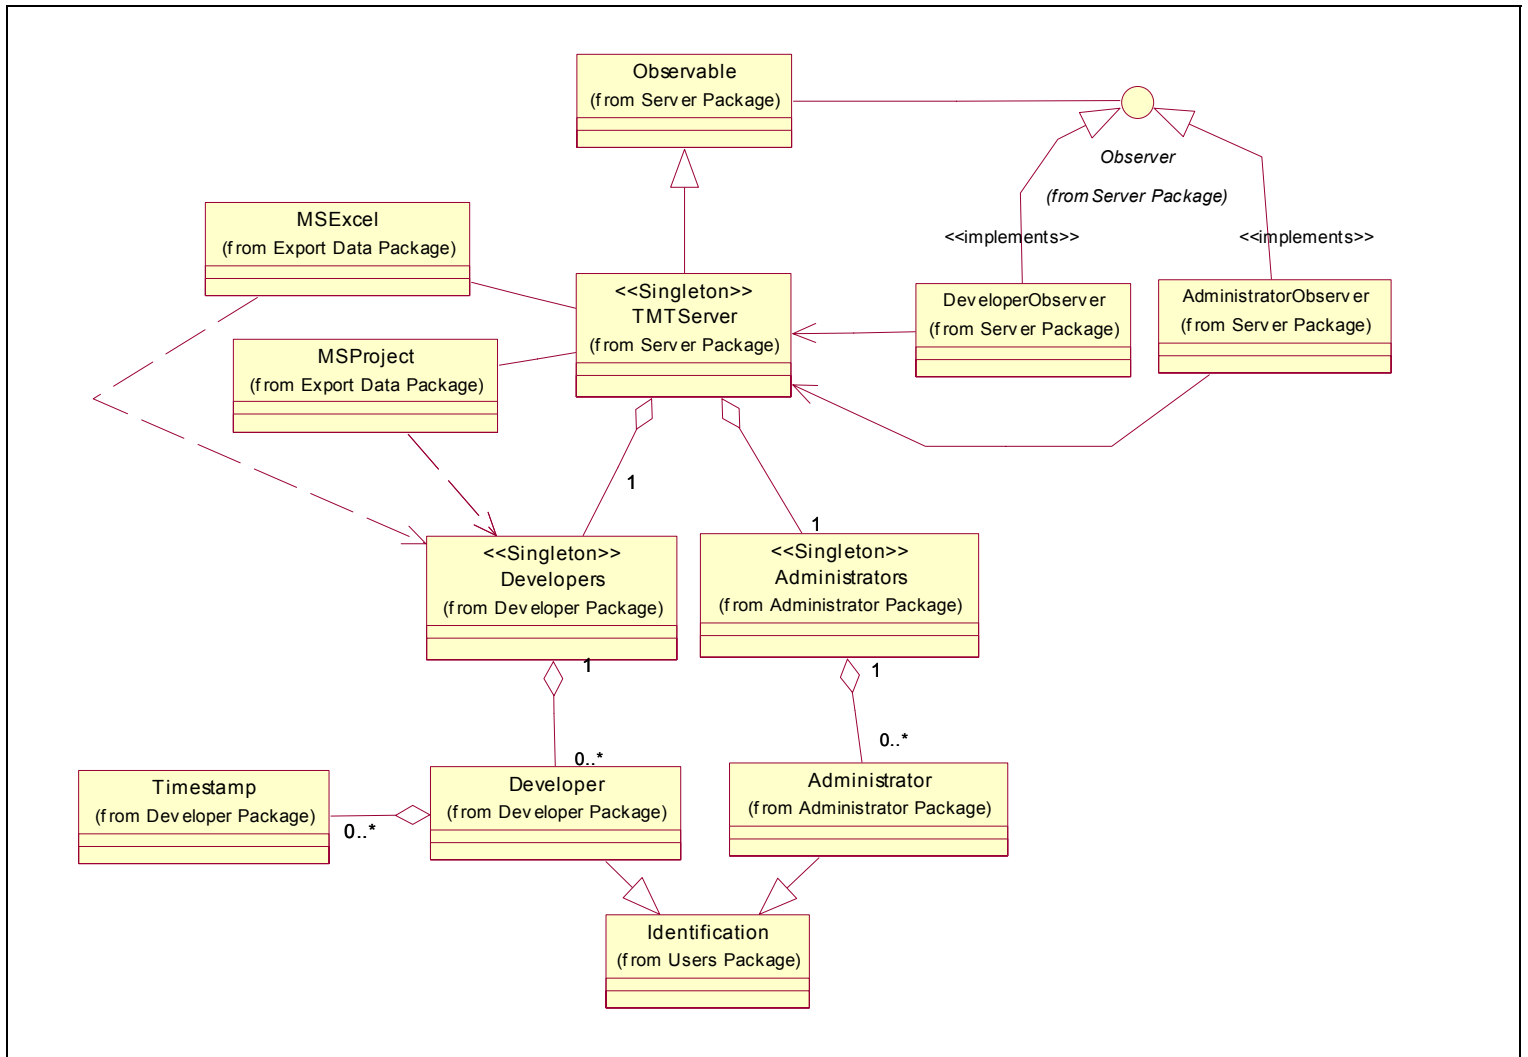 Observable
(from Server Package)
Observer
(from Server Package)
MSExcel
(from Export Data Package)
<<implements>>
<<implements>>
<<Singleton>>
TMTServer
(from Server Package)
DeveloperObserver
(from Server Package)
AdministratorObserver
(from Server Package)
MSProject
(from Export Data Package)
1
1
<<Singleton>>
Developers
(from Developer Package)
<<Singleton>>
Administrators
(from Administrator Package)
1
1
0..*
0..*
Timestamp
(from Developer Package)
0..*
Developer
(from Developer Package)
Administrator
(from Administrator Package)
Identification
(from Users Package)